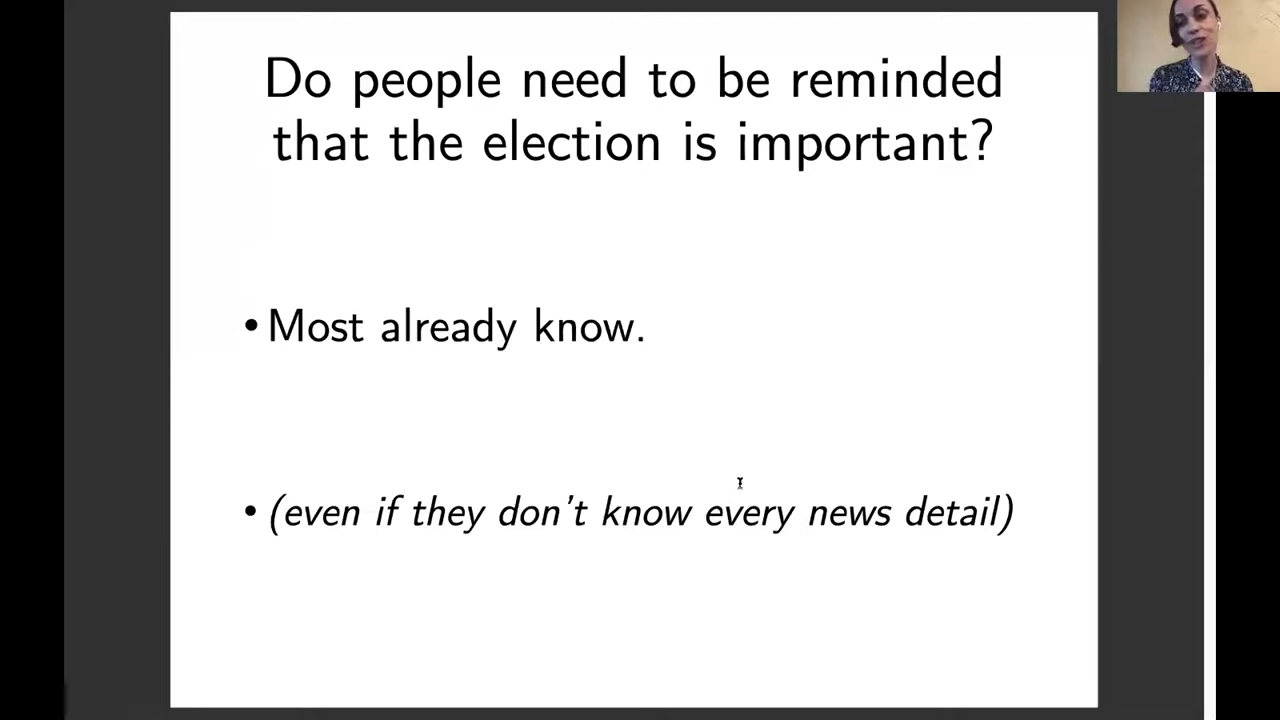 Do people need to be reminded
that the election is important?
• Most already know.
• (even if they don't know every news detail)